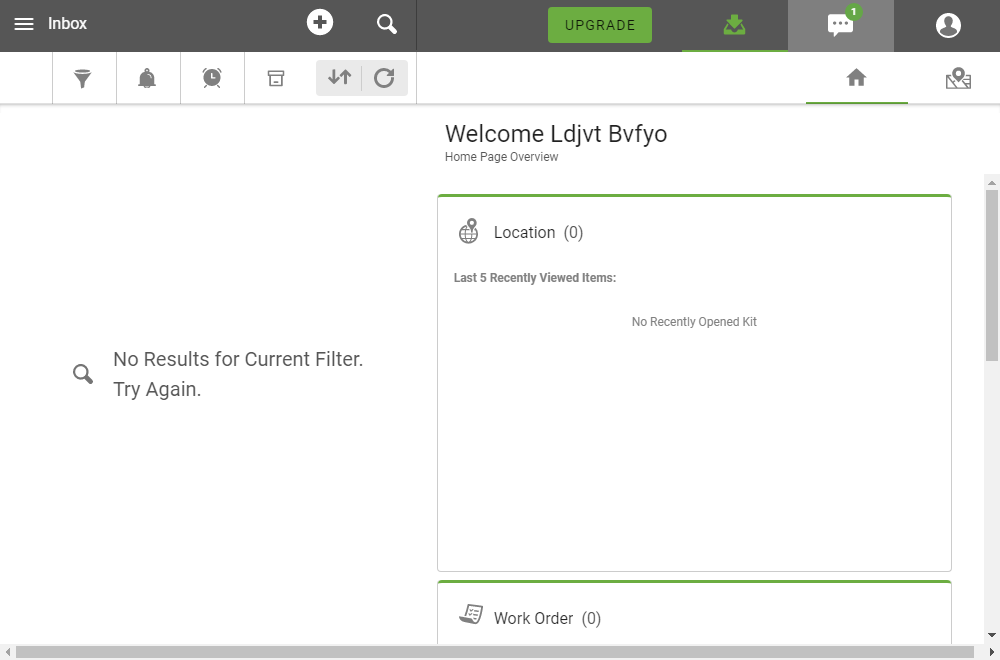 Inbox
UPGRADE
1
Welcome Ldjvt Bvfyo
Home Page Overview
Location (0)
Last 5 Recently Viewed Items:
No Recently Opened Kit
No Results for Current Filter.
Try Again.
Work Order (0)